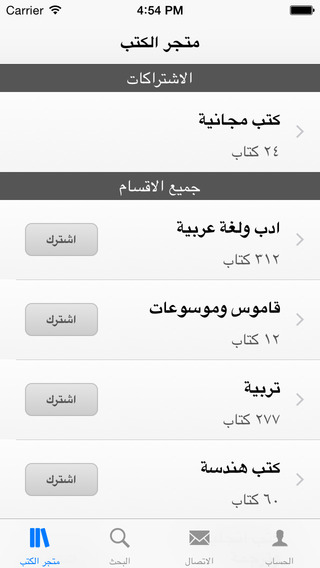 Carrier 4:54 PM
متجر الكتب
الاشتراكات
كتب مجانية
٢٤ كتاب
جميع الاقسام
ادب ولغة عربية
٣١٢ كتاب
اشترك
قاموس وموسوعات
١٢ كتاب
اشترك
تربية
٢٧٧ كتاب
اشترك
كتب هندسة
٦٠ كتاب
اشترك
الحساب
الاتصال
البحث
متجر الكتب